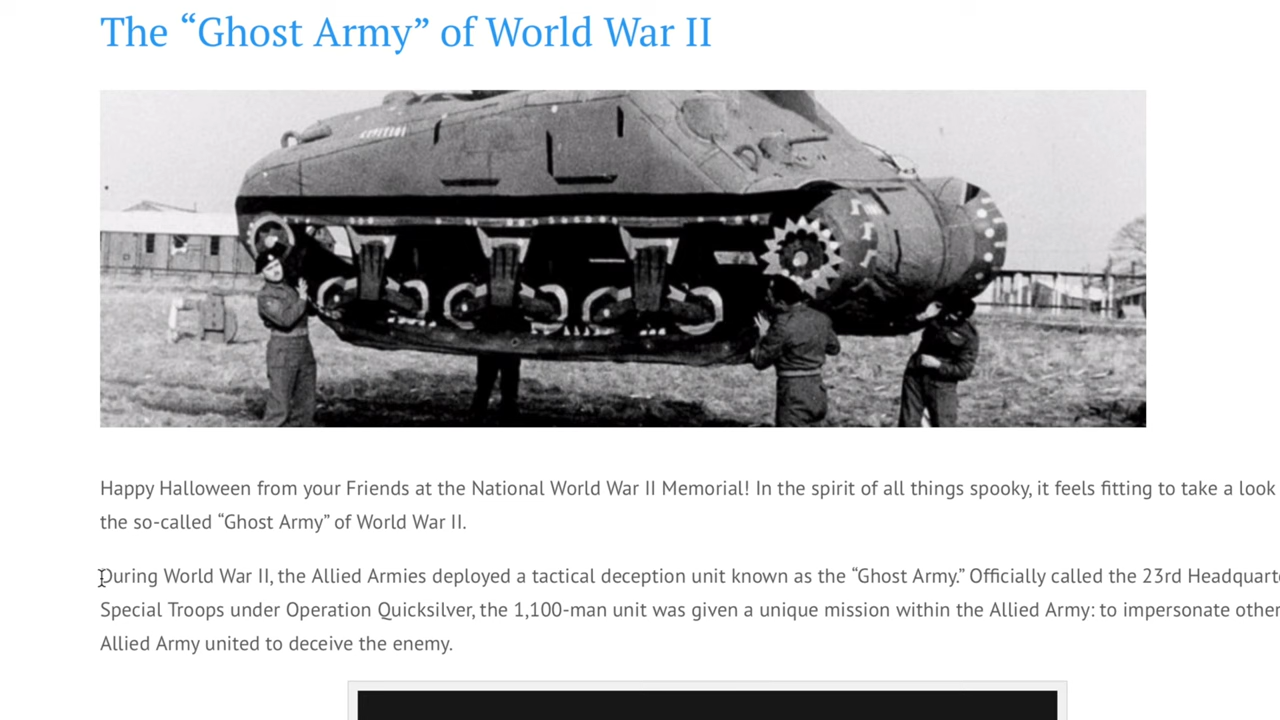 The “Ghost Army” of World War II
Happy Halloween from your Friends at the National World War II Memorial! In the spirit of all things spooky, it feels fitting to take a look
the so-called “Ghost Army” of World War II.
During World War II, the Allied Armies deployed a tactical deception unit known as the “Ghost Army.” Officially called the 23rd Headquarte
Special Troops under Operation Quicksilver, the 1,100-man unit was given a unique mission within the Allied Army: to impersonate other
Allied Army united to deceive the enemy.